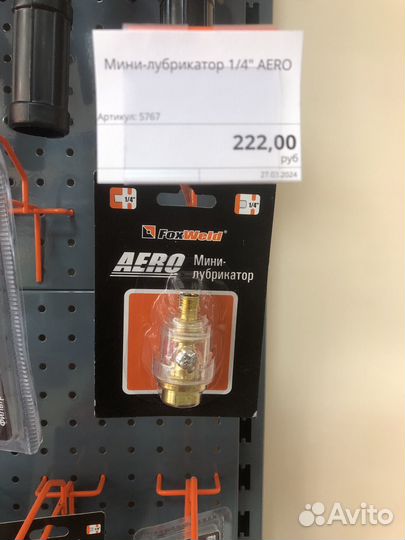 Мини-лубрикатор 1/4" AERO
Артикул: 5767
222,00
руб
27.03.2024
1/4"
1/4"
FoxWeld
AERO
Мини-
лубрикатор
ФИЛЬТР
Avito